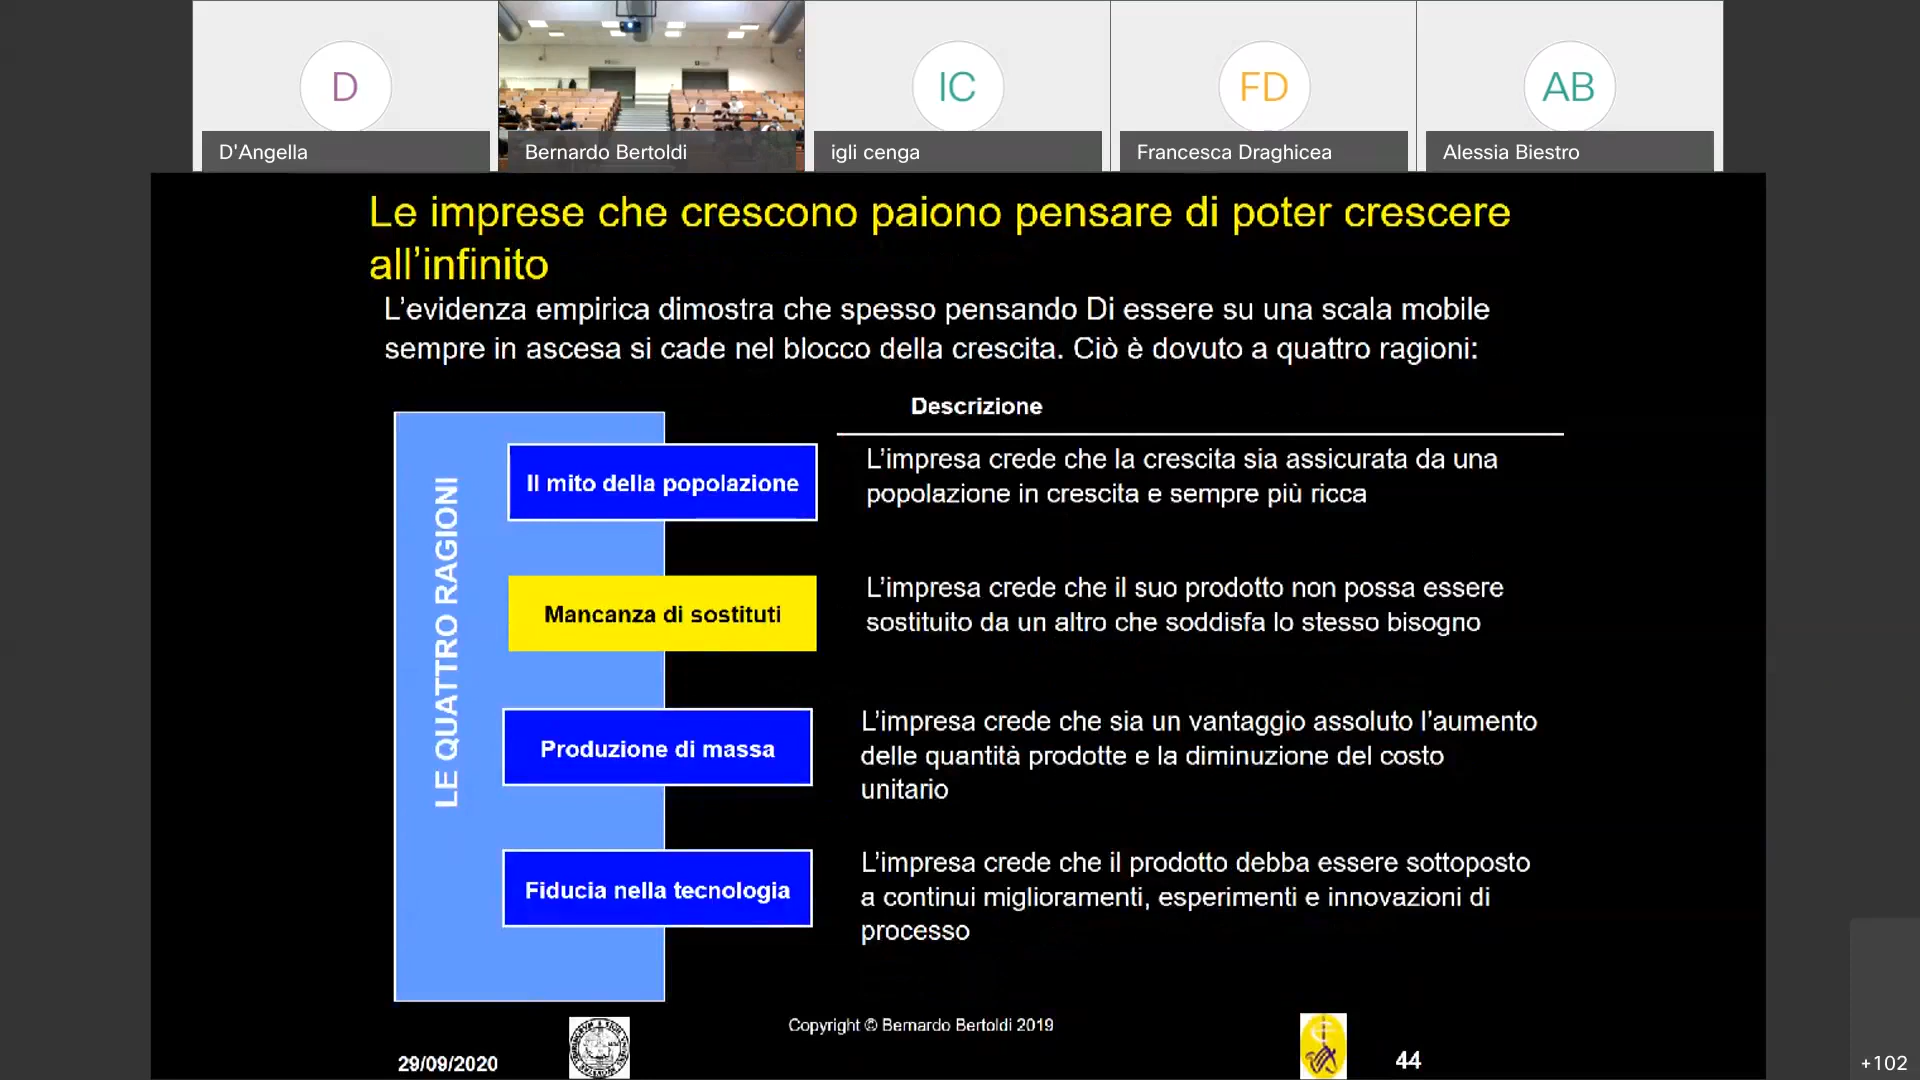 D
IC
FD
AB
D'Angella
Bernardo Bertoldi
igli cenga
Francesca Draghicea
Alessia Biestro
Le imprese che crescono paiono pensare di poter crescere
all’infinito
L’evidenza empirica dimostra che spesso pensando Di essere su una scala mobile
sempre in ascesa si cade nel blocco della crescita. Ciò è dovuto a quattro ragioni:
Descrizione
LE QUATTRO RAGIONI
Il mito della popolazione
L’impresa crede che la crescita sia assicurata da una
popolazione in crescita e sempre più ricca
Mancanza di sostituti
L’impresa crede che il suo prodotto non possa essere
sostituito da un altro che soddisfa lo stesso bisogno
Produzione di massa
L’impresa crede che sia un vantaggio assoluto l’aumento
delle quantità prodotte e la diminuzione del costo
unitario
Fiducia nella tecnologia
L’impresa crede che il prodotto debba essere sottoposto
a continui miglioramenti, esperimenti e innovazioni di
processo
Copyright © Bernardo Bertoldi 2019
29/09/2020
44
+102